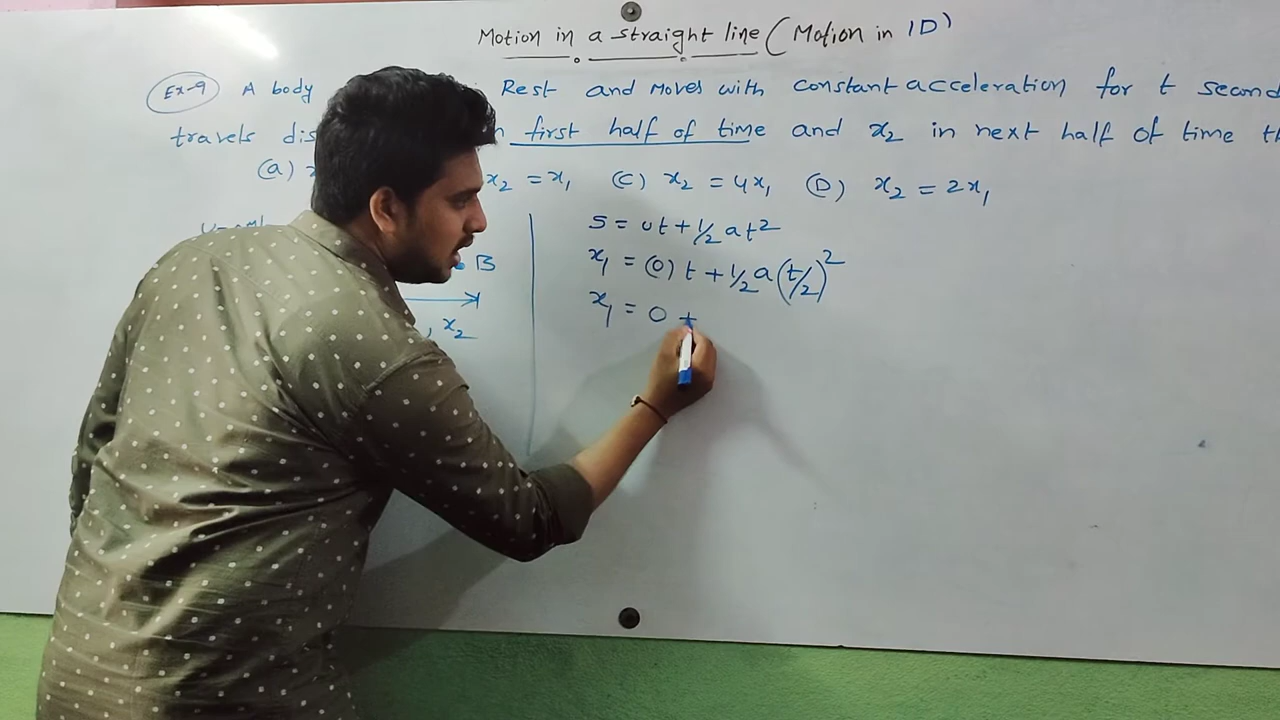 Motion in a straight line (Motion in 1D)
Ex-9 A body Rest and Moves with constant acceleration for t second
travels dis n first half of time and x₂ in next half of time th
(a) x₂ = x₁ (C) x₂ = 4x₁ (D) x₂ = 2x₁
S = ut + 1/2 at²
x₁ = (0) t + 1/2 a (t/2)²
B
x₁ = 0 +
, x₂